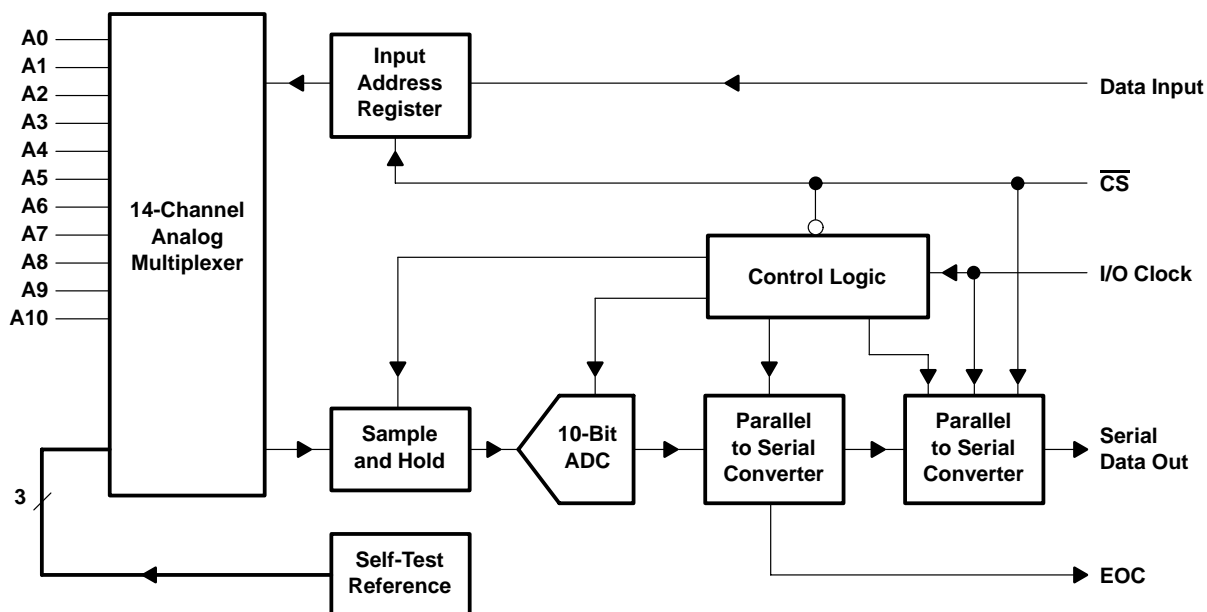 A0
A1
A2
A3
A4
A5
A6
A7
A8
A9
A10
14-Channel
Analog
Multiplexer
3
Input
Address
Register
Data Input
CS
Control Logic
I/O Clock
Sample
and Hold
10-Bit
ADC
Parallel
to Serial
Converter
Parallel
to Serial
Converter
Serial
Data Out
Self-Test
Reference
EOC